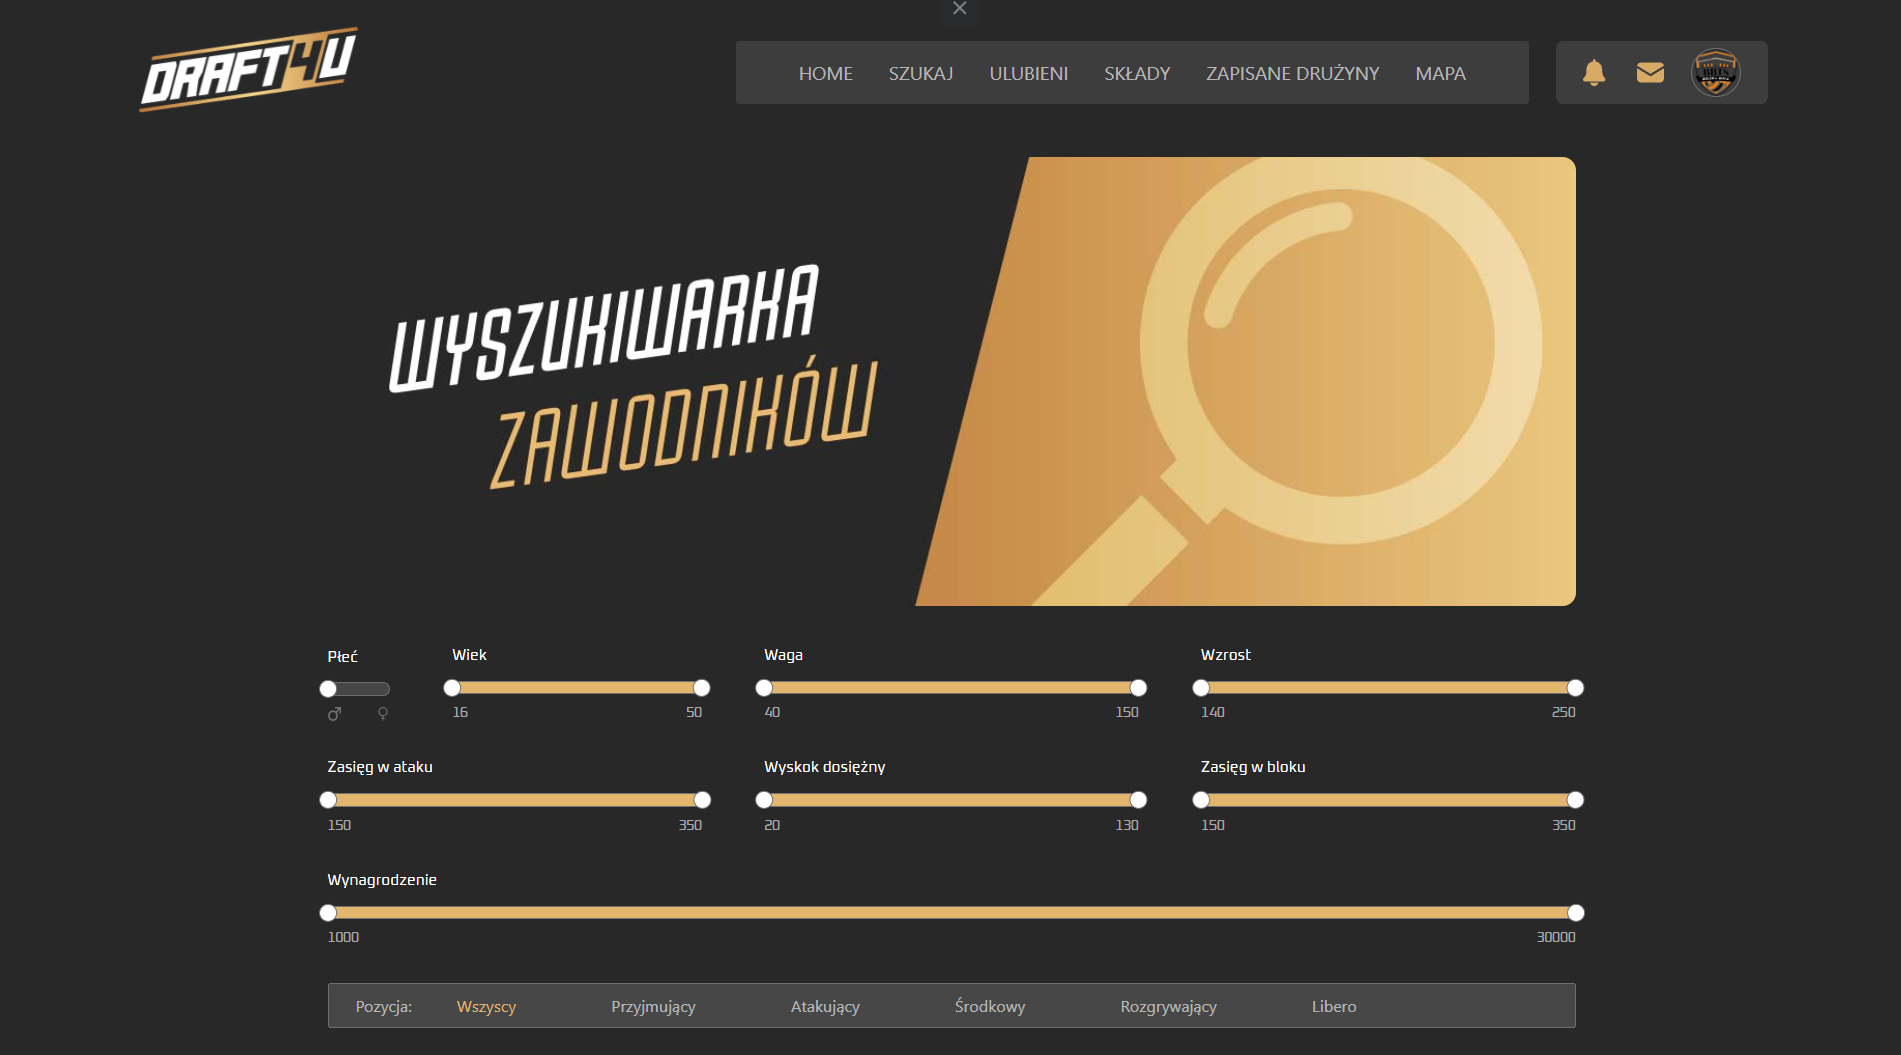 DRAFT4U
HOME SZUKAJ ULUBIENI SKŁADY ZAPISANE DRUŻYNY MAPA
WYSZUKIWARKA
ZAWODNIKÓW
Płeć Wiek Waga Wzrost
16 50 40 150 140 250
Zasięg w ataku Wyskok dosiężny Zasięg w bloku
150 350 20 130 150 350
Wynagrodzenie
1000 30000
Pozycja: Wszyscy Przyjmujący Atakujący Środkowy Rozgrywający Libero